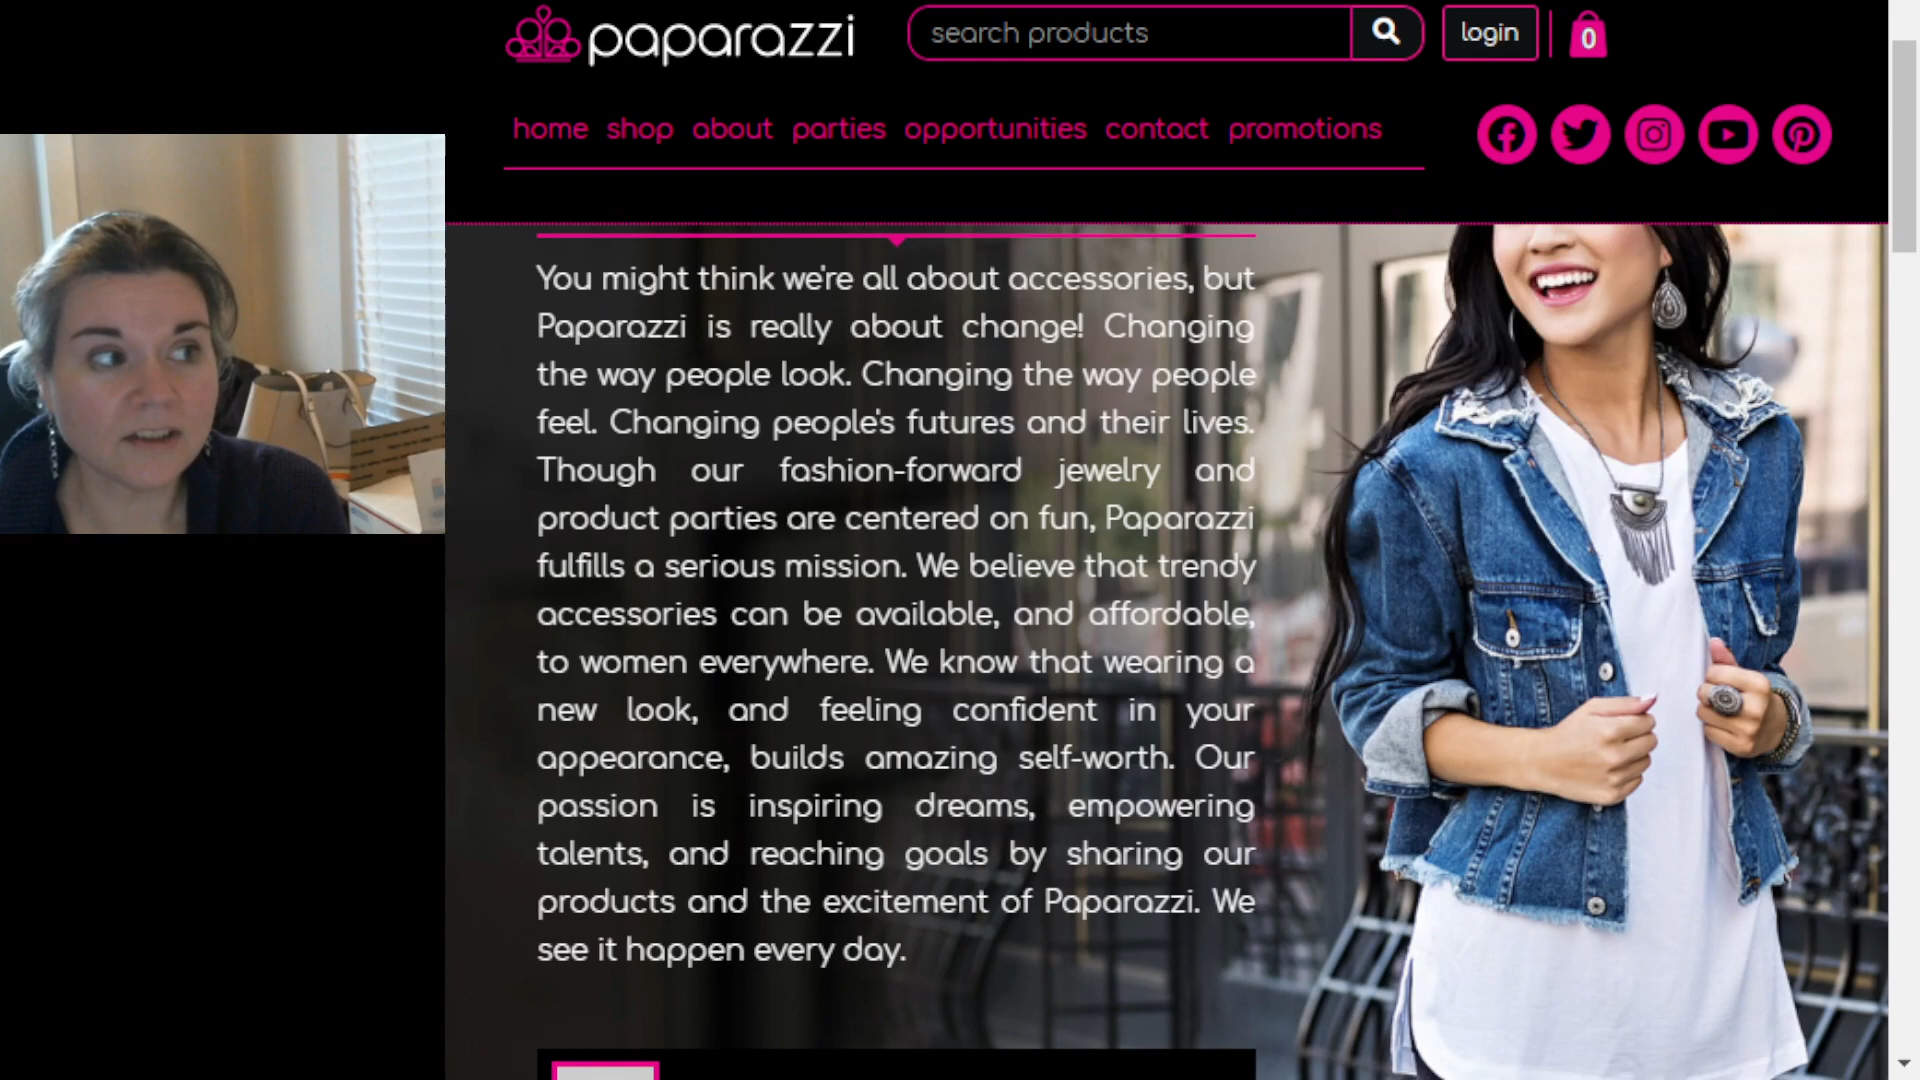 paparazzi
search products
login
0
home shop about parties opportunities contact promotions
You might think we're all about accessories, but
Paparazzi is really about change! Changing
the way people look. Changing the way people
feel. Changing people's futures and their lives.
Though our fashion-forward jewelry and
product parties are centered on fun, Paparazzi
fulfills a serious mission. We believe that trendy
accessories can be available, and affordable,
to women everywhere. We know that wearing a
new look, and feeling confident in your
appearance, builds amazing self-worth. Our
passion is inspiring dreams, empowering
talents, and reaching goals by sharing our
products and the excitement of Paparazzi. We
see it happen every day.